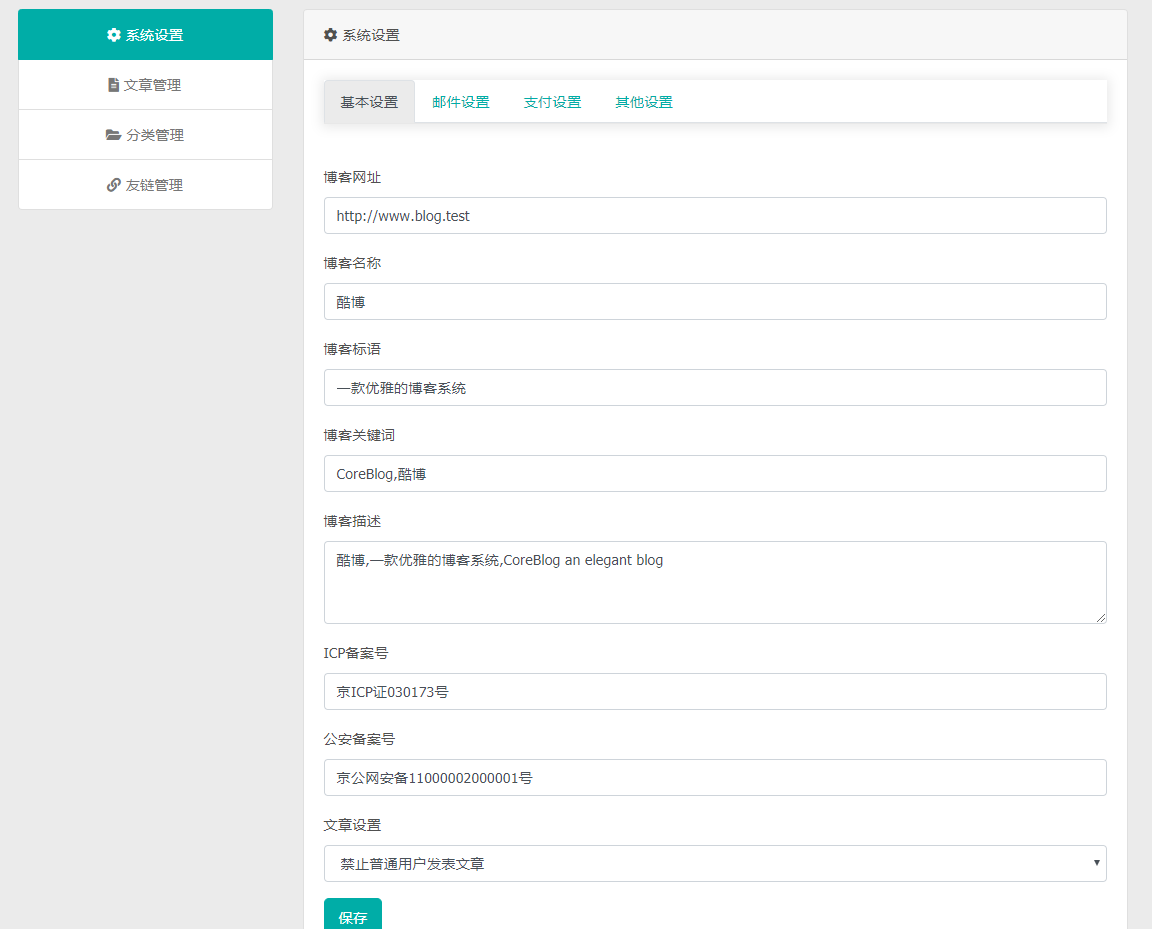 系统设置
文章管理
分类管理
友链管理
系统设置
基本设置 邮件设置 支付设置 其他设置
博客网址
http://www.blog.test
博客名称
酷博
博客标语
一款优雅的博客系统
博客关键词
CoreBlog,酷博
博客描述
酷博,一款优雅的博客系统,CoreBlog an elegant blog
ICP备案号
京ICP证030173号
公安备案号
京公网安备11000002000001号
文章设置
禁止普通用户发表文章
保存